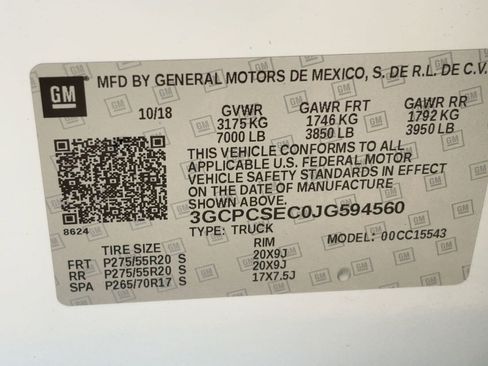 GM
MFD BY GENERAL MOTORS DE MEXICO, S. DE R.L. DE C.V.
10/18
GVWR GAWR FRT GAWR RR
3175 KG 1746 KG 1792 KG
7000 LB 3850 LB 3950 LB
THIS VEHICLE CONFORMS TO ALL
APPLICABLE U.S. FEDERAL MOTOR
VEHICLE SAFETY STANDARDS IN EFFECT
ON THE DATE OF MANUFACTURE SHOWN ABOVE.
8624
3GCPCSEC0JG594560
TYPE: TRUCK MODEL: 00CC15543
TIRE SIZE RIM
FRT P275/55R20 S 20X9J
RR P275/55R20 S 20X9J
SPA P265/70R17 S 17X7.5J